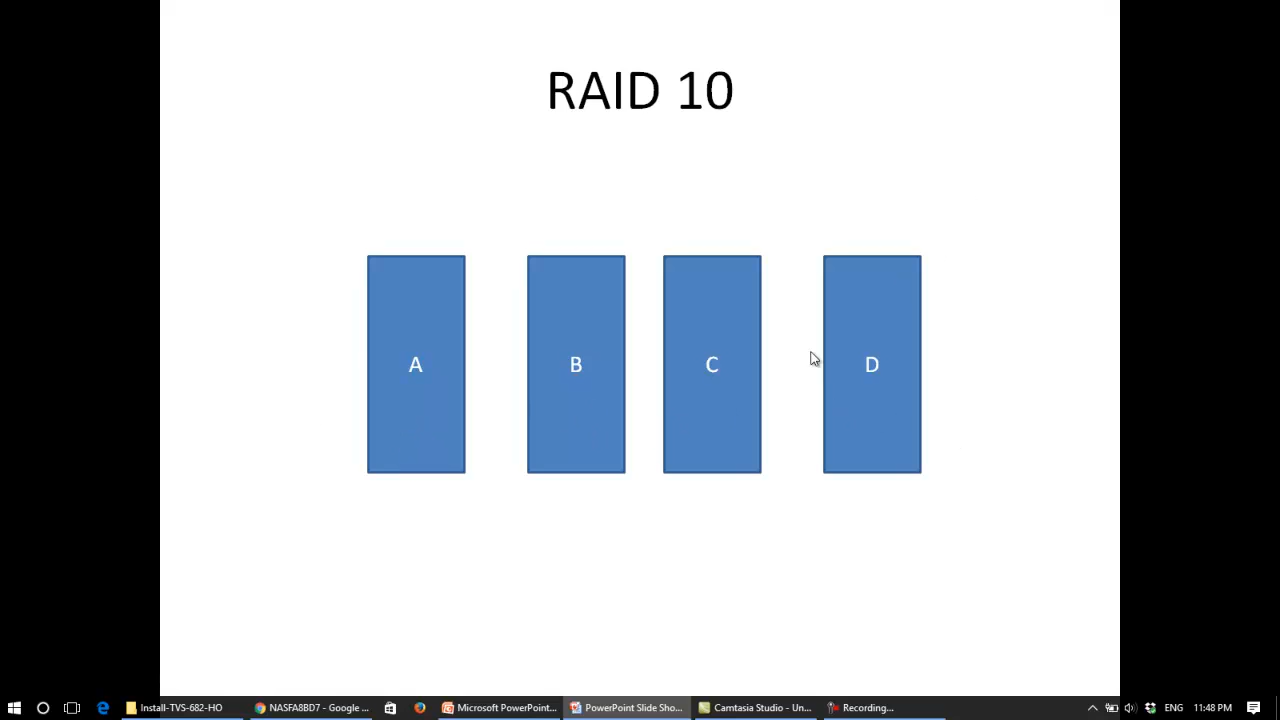 RAID 10
A B C D
Install-TVS-682-HO
NASFA8BD7 - Google ...
Microsoft PowerPoint...
PowerPoint Slide Sho...
Camtasia Studio - Un...
Recording...
ENG
11:48 PM